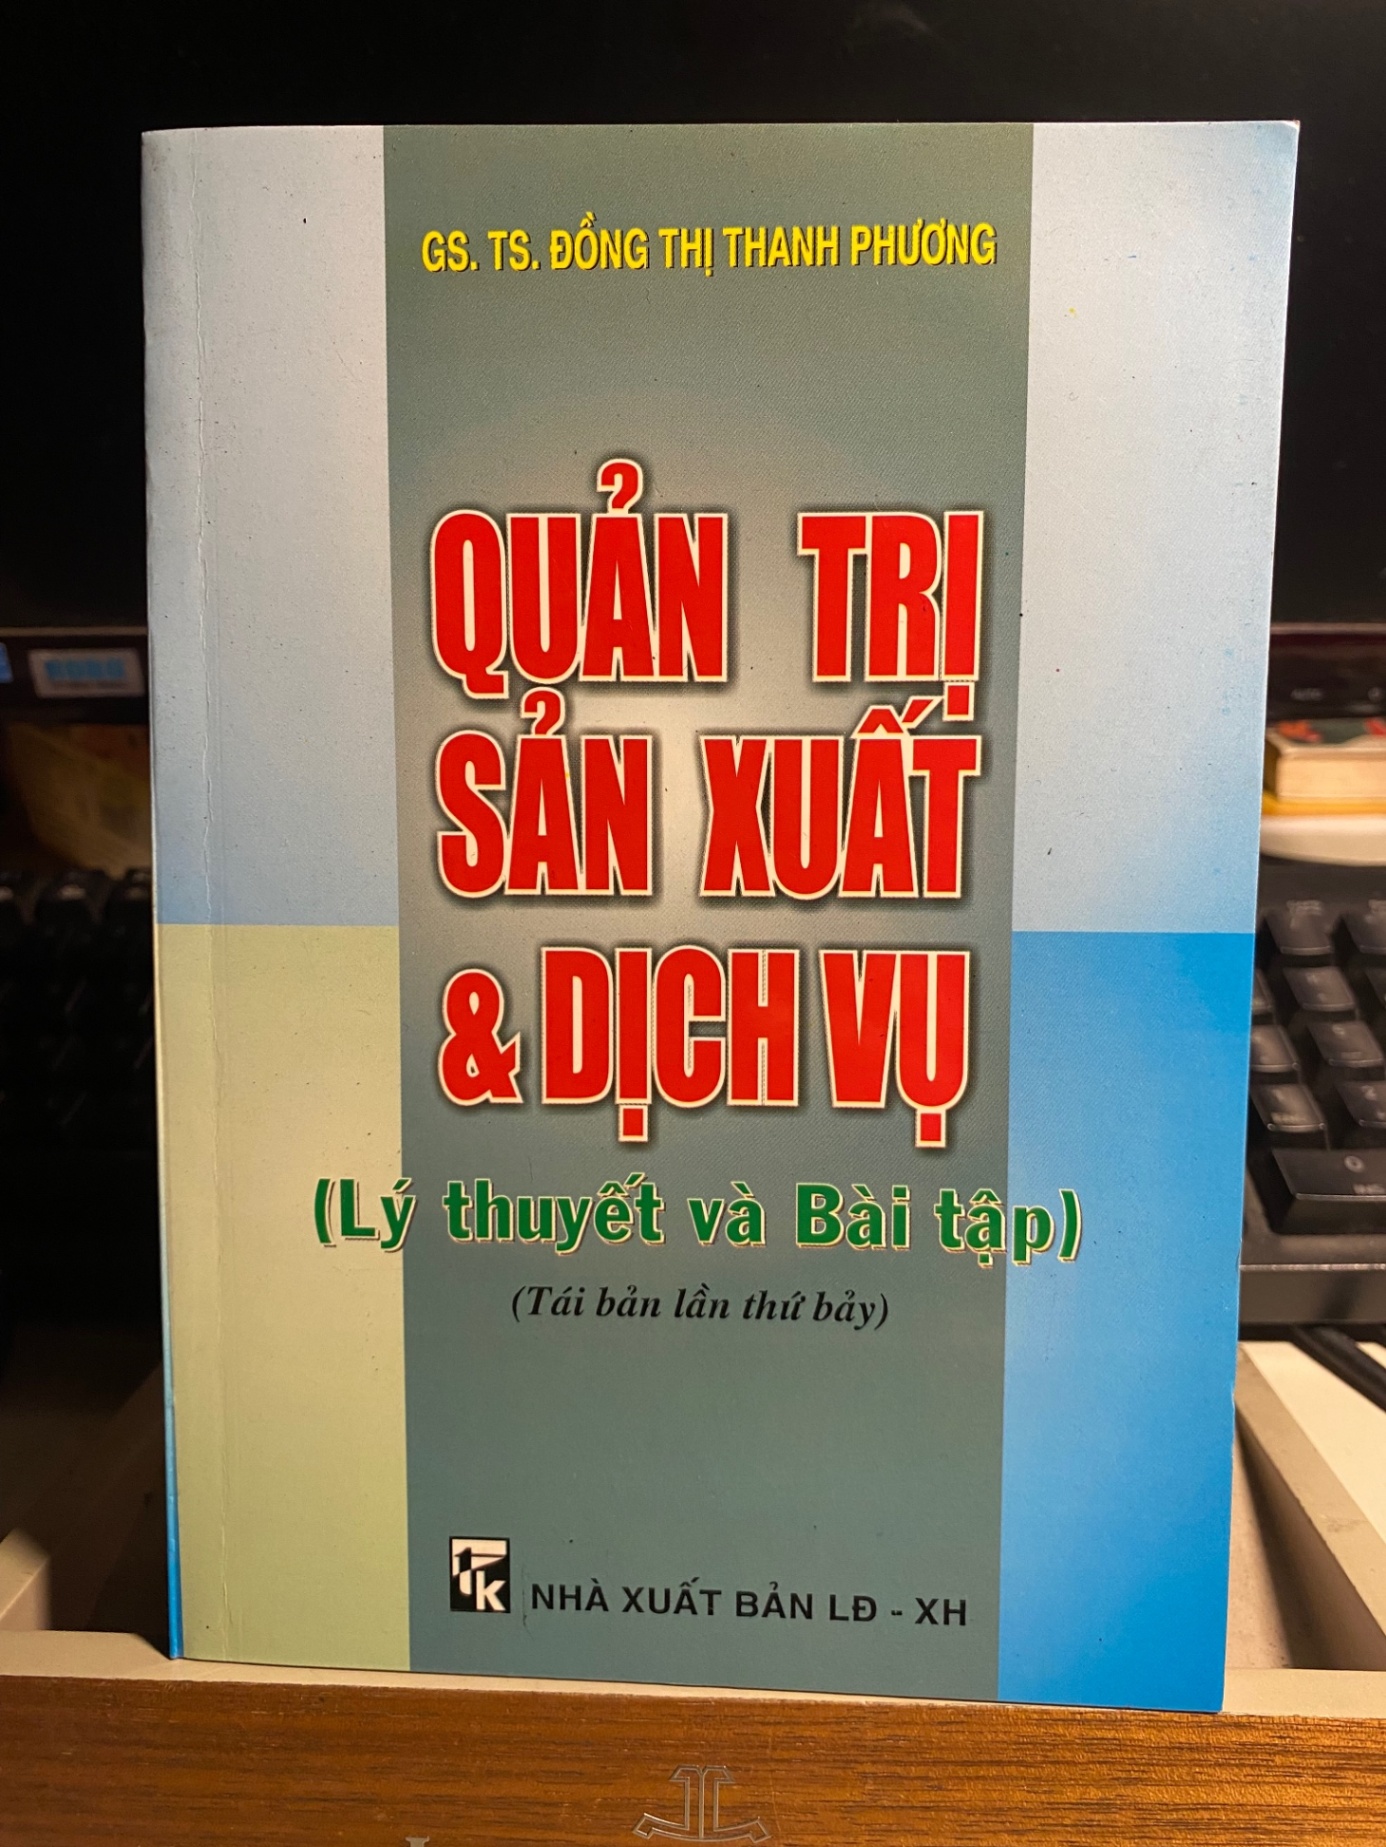 GS. TS. ĐỒNG THỊ THANH PHƯƠNG
QUẢN TRỊ
SẢN XUẤT
& DỊCH VỤ
(Lý thuyết và Bài tập)
(Tái bản lần thứ bảy)
TK
NHÀ XUẤT BẢN LĐ - XH